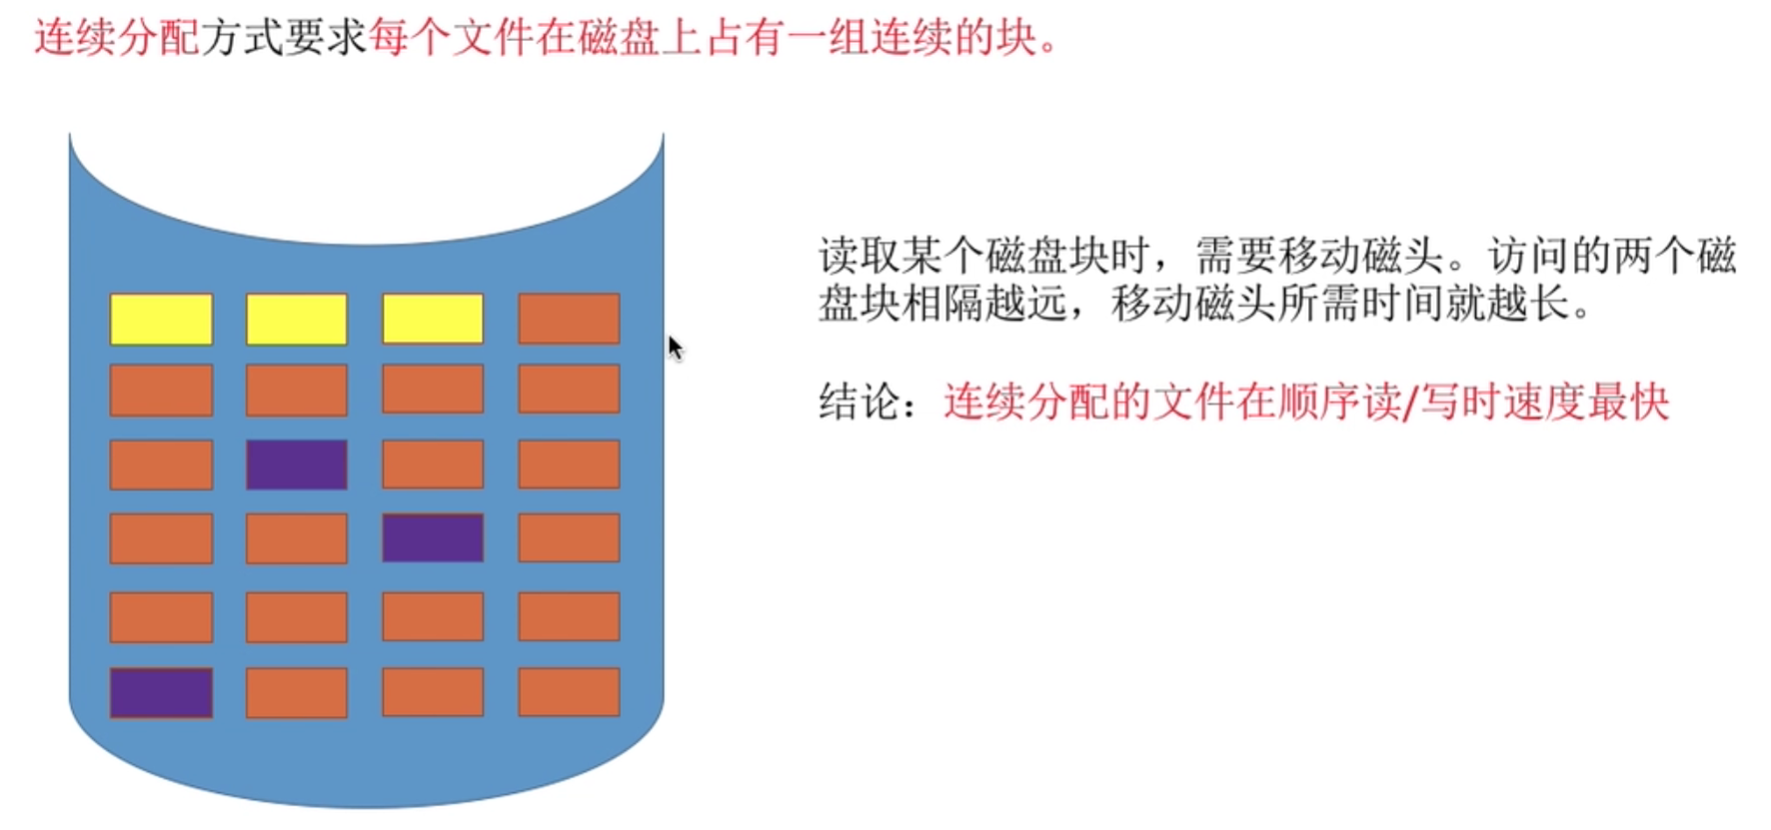 连续分配方式要求每个文件在磁盘上占有一组连续的块。
读取某个磁盘块时，需要移动磁头。访问的两个磁
盘块相隔越远，移动磁头所需时间就越长。
结论：连续分配的文件在顺序读/写时速度最快